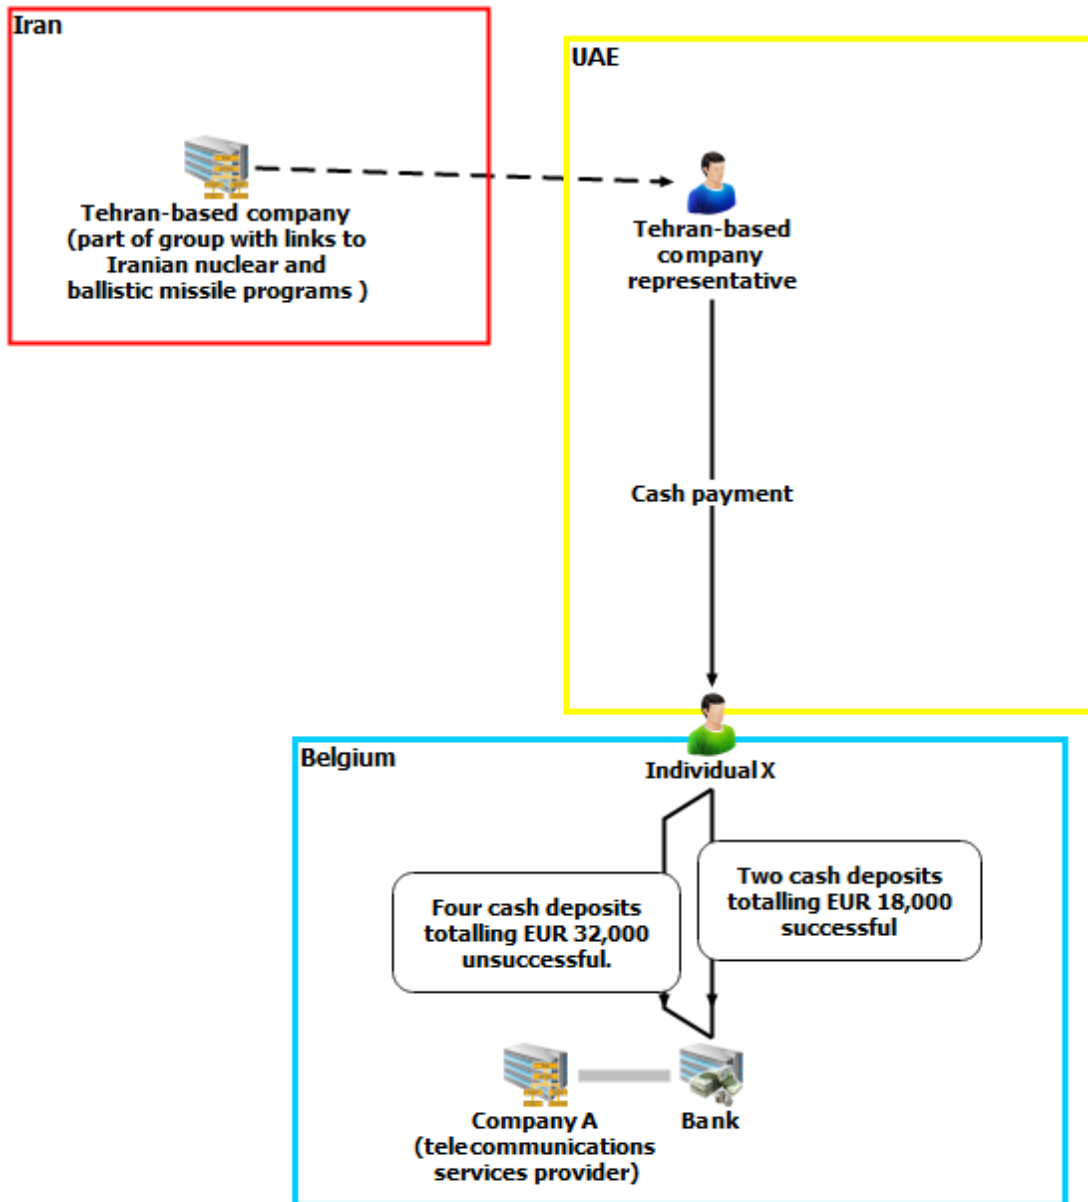 Iran
UAE
Tehran-based company
(part of group with links to
Iranian nuclear and
ballistic missile programs )
Tehran-based
company
representative
Cash payment
Belgium
Individual X
Four cash deposits
totalling EUR 32,000
unsuccessful.
Two cash deposits
totalling EUR 18,000
successful
Company A
(telecommunications
services provider)
Bank